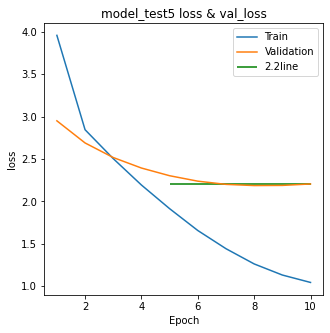 model_test5 loss & val_loss
Train
Validation
2.2line
4.0
3.5
3.0
2.5
2.0
1.5
1.0
loss
2 4 6 8 10
Epoch